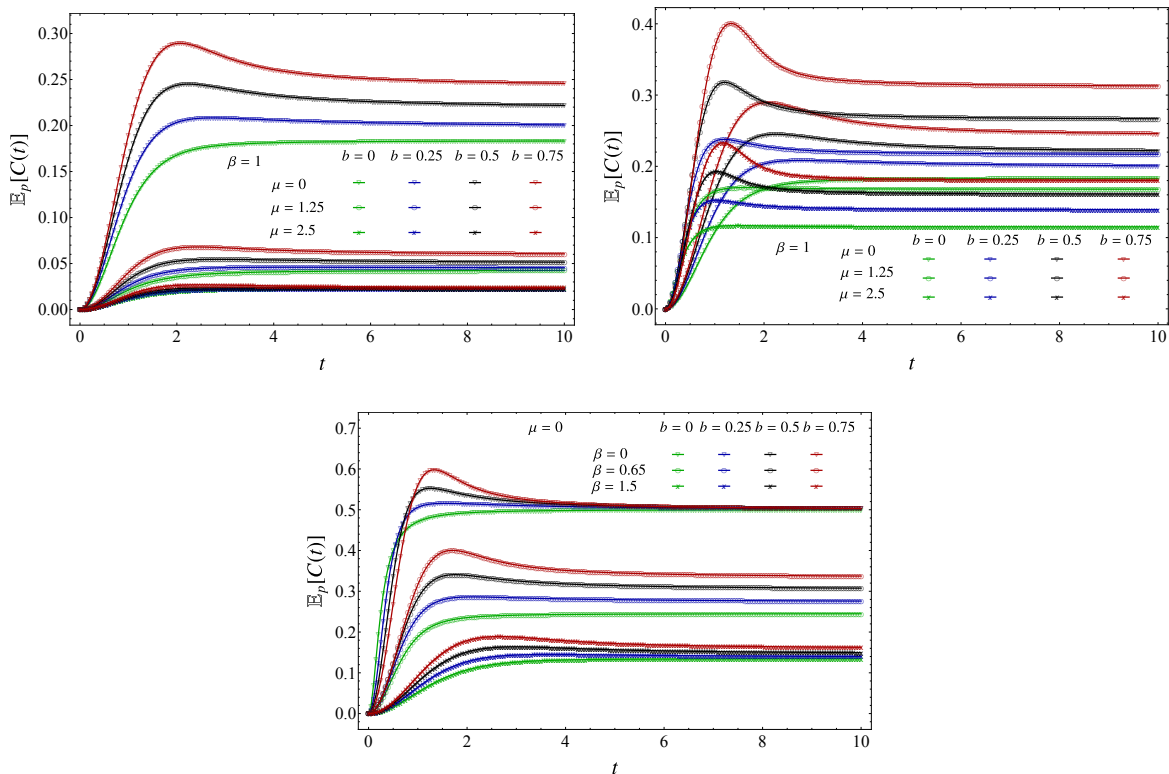 0.30
0.25
0.20
0.15
0.10
0.05
0.00
𝔼p[C(t)]
β = 1
b = 0 b = 0.25 b = 0.5 b = 0.75
μ = 0
μ = 1.25
μ = 2.5
0 2 4 6 8 10
t
0.4
0.3
0.2
0.1
0.0
𝔼p[C(t)]
β = 1
b = 0 b = 0.25 b = 0.5 b = 0.75
μ = 0
μ = 1.25
μ = 2.5
0 2 4 6 8 10
t
0.7
0.6
0.5
0.4
0.3
0.2
0.1
0.0
𝔼p[C(t)]
μ = 0
b = 0 b = 0.25 b = 0.5 b = 0.75
β = 0
β = 0.65
β = 1.5
0 2 4 6 8 10
t